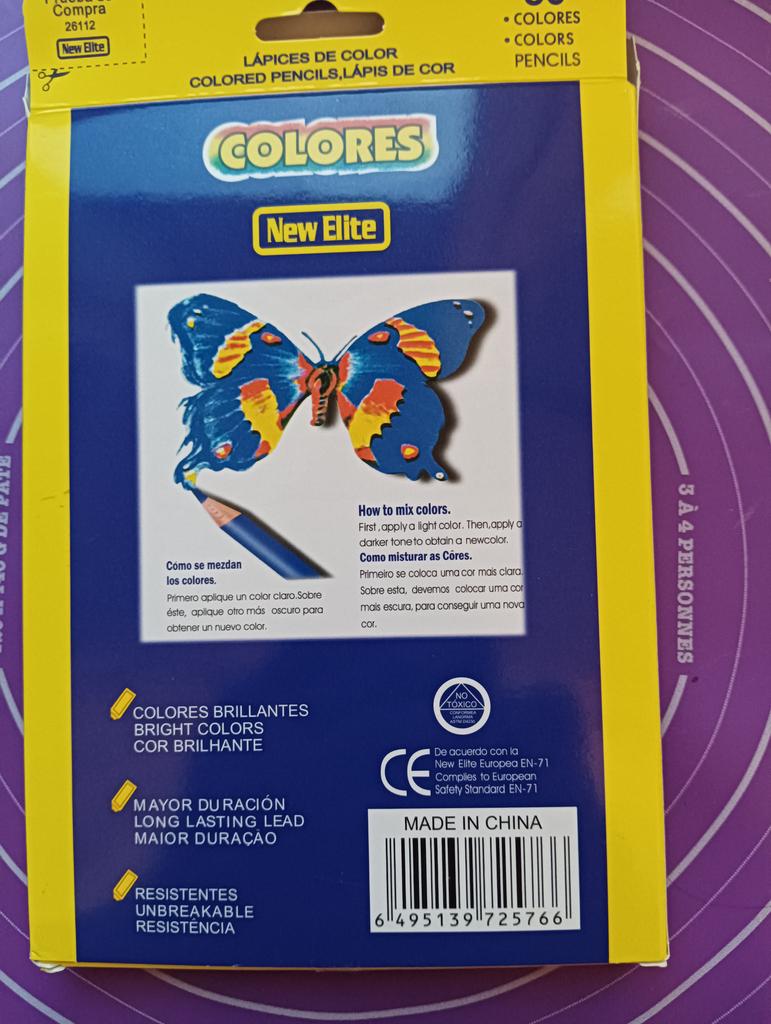 Compra
26112
New Elite
LÁPICES DE COLOR
COLORED PENCILS,LÁPIS DE COR
• COLORES
• COLORS
PENCILS
COLORES
New Elite
How to mix colors.
First ,apply a light color. Then,apply a
darker tone to obtain a newcolor.
Como misturar as Côres.
Primeiro se coloca uma cor mais clara.
Sobre esta, devemos colocar uma cor
mais escura, para conseguir uma nova
cor.
Cómo se mezdan
los colores.
Primero aplique un color claro.Sobre
éste, aplique otro más oscuro para
obtener un nuevo color.
COLORES BRILLANTES
BRIGHT COLORS
COR BRILHANTE
MAYOR DURACIÓN
LONG LASTING LEAD
MAIOR DURAÇÃO
RESISTENTES
UNBREAKABLE
RESISTÊNCIA
NO
TÓXICO
CONFORMEA
LANORMA
ASTM D4236
CE
De acuerdo con la
New Elite Europea EN-71
Complies to European
Safety Standard EN-71
MADE IN CHINA
6 495139 725766
3 À 4 PERSONNES